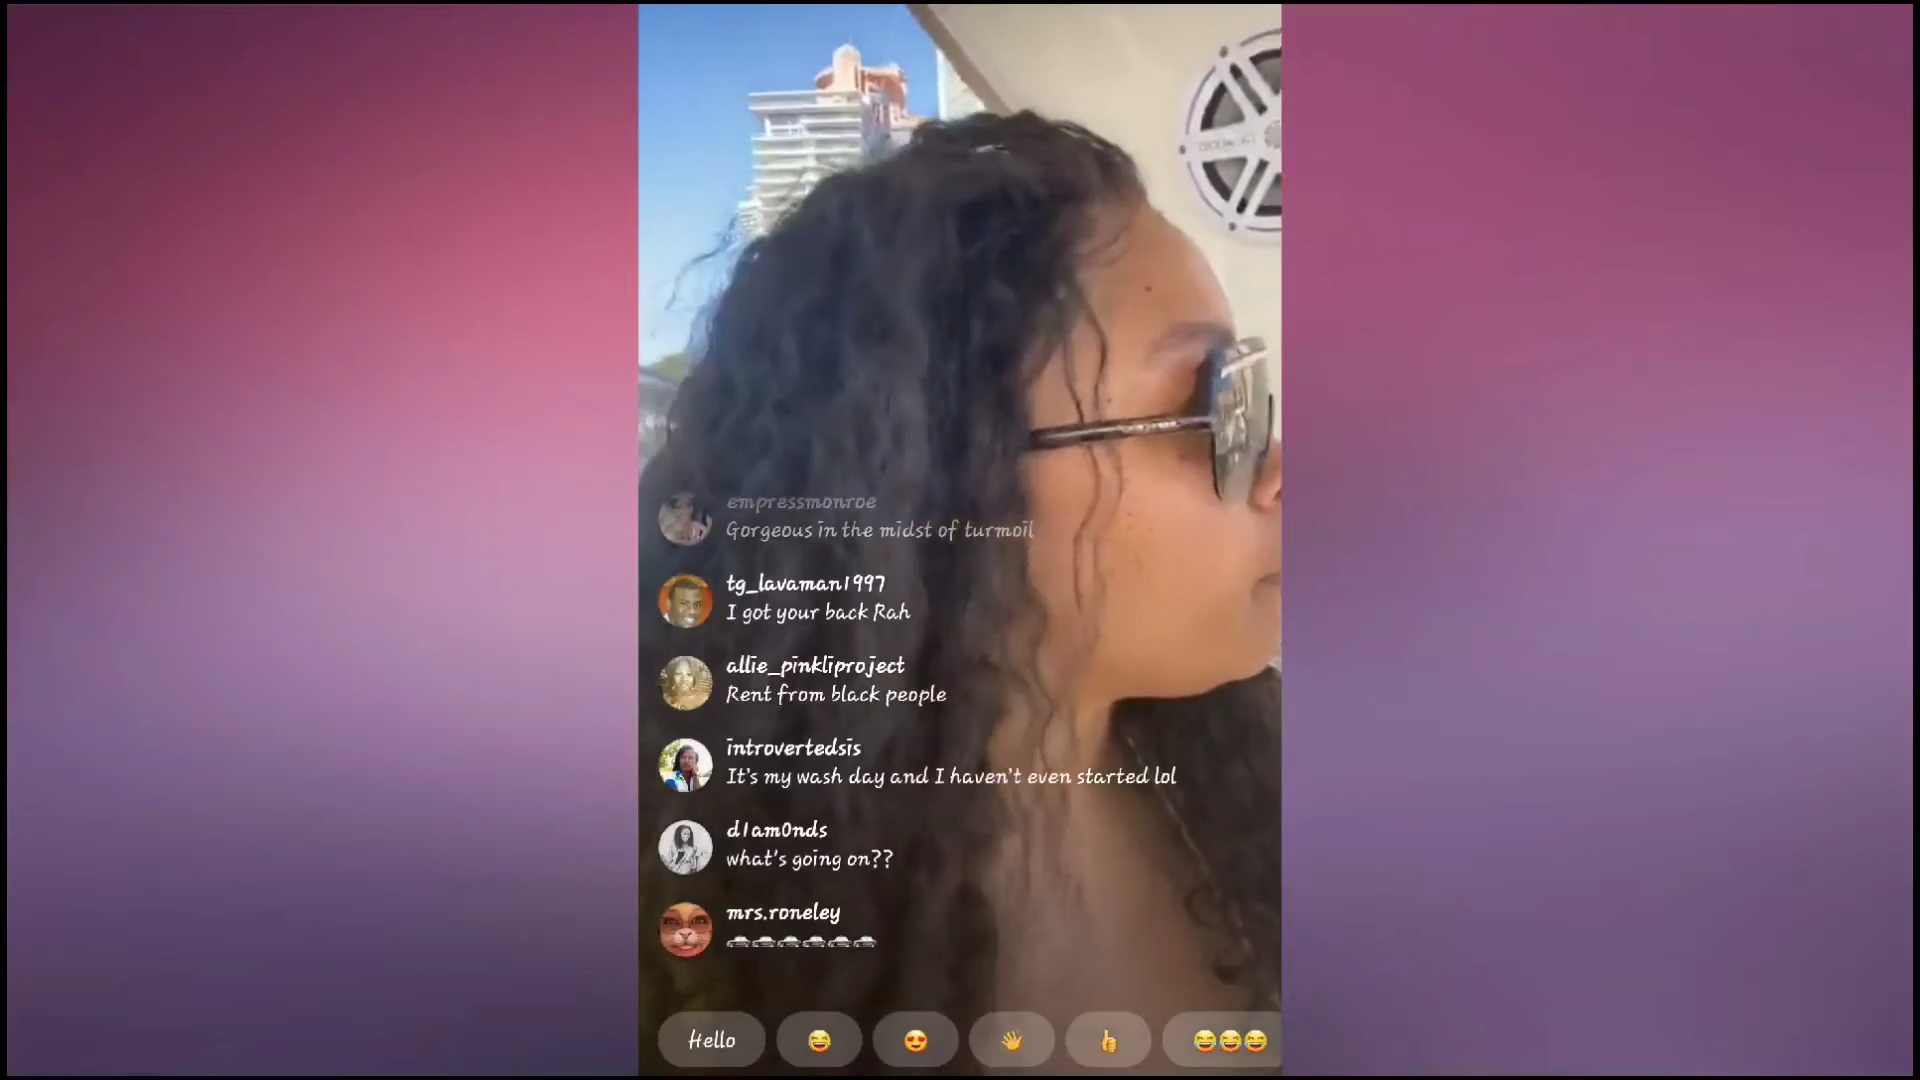 empressmonroe
Gorgeous in the midst of turmoil
tg_lavaman1997
I got your back Rah
allie_pinkliproject
Rent from black people
introvertedsis
It's my wash day and I haven't even started lol
d1am0nds
what's going on??
mrs.roneley
Hello